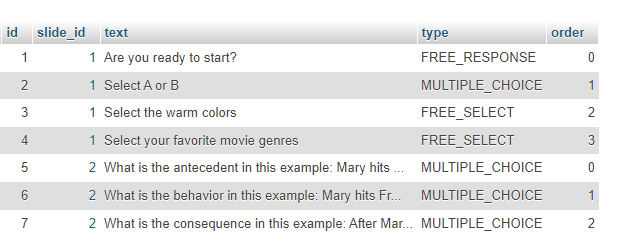 id slide_id text type order
1 1 Are you ready to start? FREE_RESPONSE 0
2 1 Select A or B MULTIPLE_CHOICE 1
3 1 Select the warm colors FREE_SELECT 2
4 1 Select your favorite movie genres FREE_SELECT 3
5 2 What is the antecedent in this example: Mary hits ... MULTIPLE_CHOICE 0
6 2 What is the behavior in this example: Mary hits Fr... MULTIPLE_CHOICE 1
7 2 What is the consequence in this example: After Mar... MULTIPLE_CHOICE 2